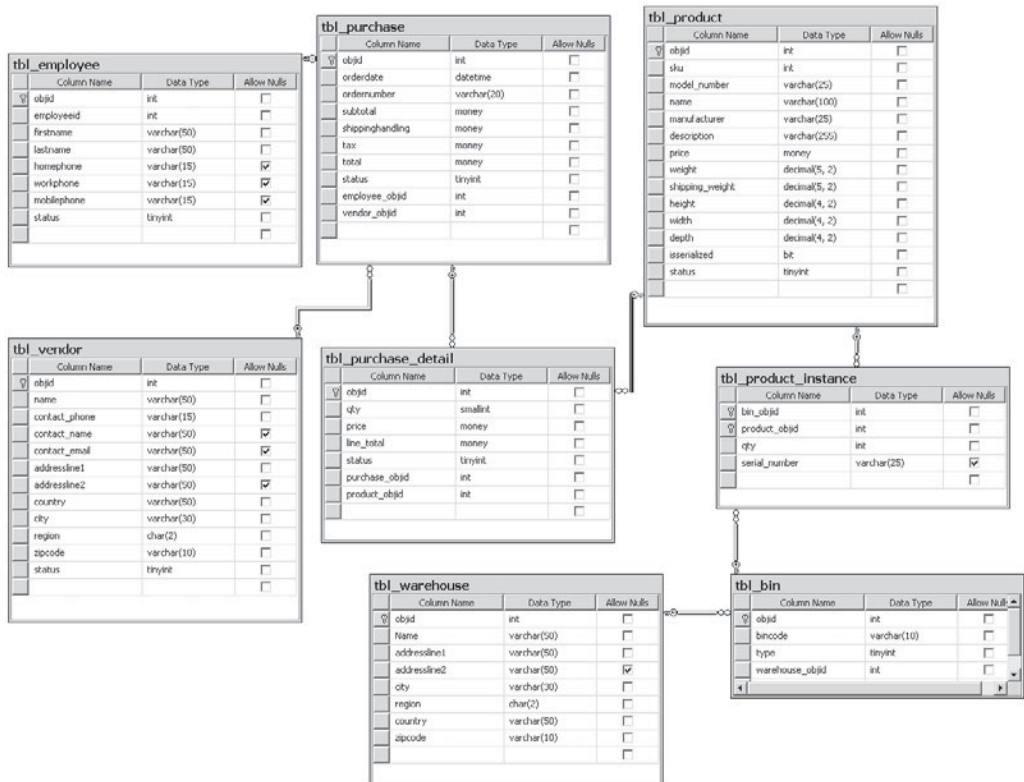 tbl_employee
Column Name Data Type Allow Nulls
objid int
employeeid int
firstname varchar(50)
lastname varchar(50)
homephone varchar(15)
workphone varchar(15)
mobilephone varchar(15)
status tinyint
tbl_purchase
Column Name Data Type Allow Nulls
objid int
orderdate datetime
ordernumber varchar(20)
subtotal money
shippinghandling money
tax money
total money
status tinyint
employee_objid int
vendor_objid int
tbl_product
Column Name Data Type Allow Nulls
objid int
sku int
model_number varchar(25)
name varchar(100)
manufacturer varchar(25)
description varchar(255)
price money
weight decimal(5, 2)
shipping_weight decimal(5, 2)
height decimal(4, 2)
width decimal(4, 2)
depth decimal(4, 2)
isserialized bit
status tinyint
tbl_vendor
Column Name Data Type Allow Nulls
objid int
name varchar(50)
contact_phone varchar(15)
contact_name varchar(50)
contact_email varchar(50)
addressline1 varchar(50)
addressline2 varchar(50)
country varchar(50)
city varchar(30)
region char(2)
zipcode varchar(10)
status tinyint
tbl_purchase_detail
Column Name Data Type Allow Nulls
objid int
qty smallint
price money
line_total money
status tinyint
purchase_objid int
product_objid int
tbl_product_instance
Column Name Data Type Allow Nulls
bin_objid int
product_objid int
qty int
serial_number varchar(25)
tbl_warehouse
Column Name Data Type Allow Nulls
objid int
Name varchar(50)
addressline1 varchar(50)
addressline2 varchar(50)
city varchar(30)
region char(2)
country varchar(50)
zipcode varchar(10)
tbl_bin
Column Name Data Type Allow Null
objid int
bincode varchar(10)
type tinyint
warehouse_objid int